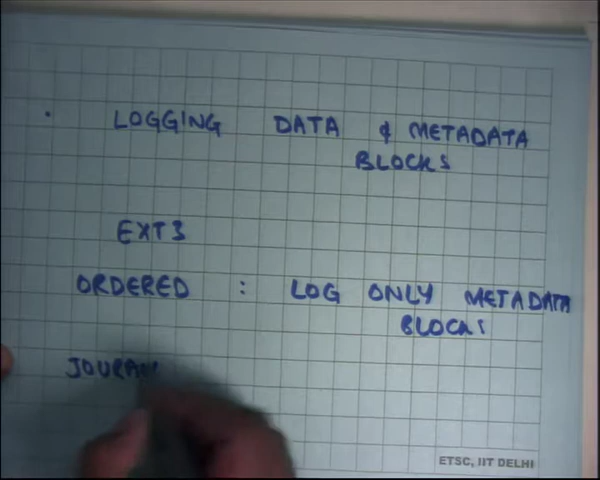 · LOGGING DATA & METADATA
BLOCKS
EXT3
ORDERED : LOG ONLY METADATA
BLOCKS
ETSC, IIT DELHI